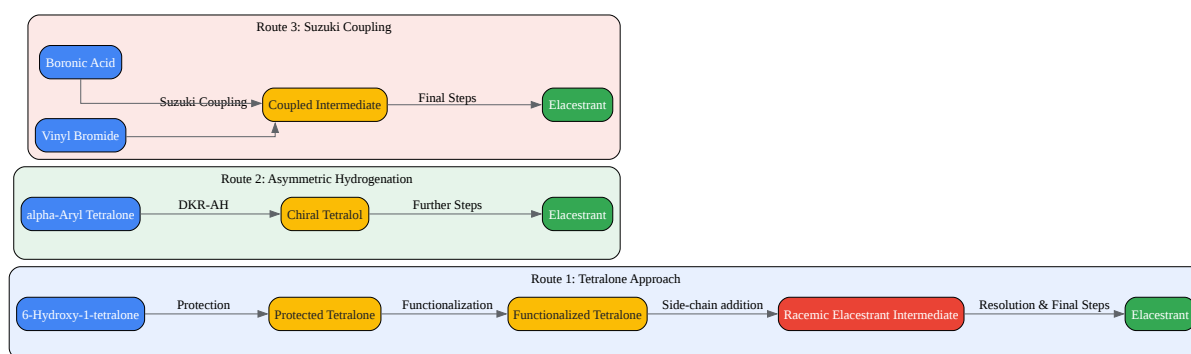 Route 3: Suzuki Coupling
Boronic Acid
Suzuki Coupling
Coupled Intermediate
Final Steps
Elacestrant
Vinyl Bromide
Route 2: Asymmetric Hydrogenation
alpha-Aryl Tetralone
DKR-AH
Chiral Tetralol
Further Steps
Elacestrant
Route 1: Tetralone Approach
6-Hydroxy-1-tetralone
Protection
Protected Tetralone
Functionalization
Functionalized Tetralone
Side-chain addition
Racemic Elacestrant Intermediate
Resolution & Final Steps
Elacestrant